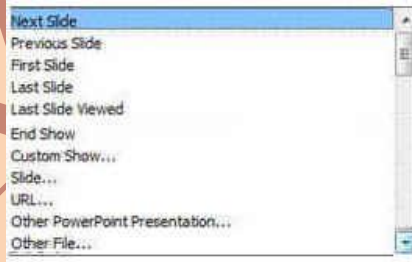 Next Slide
Previous Slide
First Slide
Last Slide
Last Slide Viewed
End Show
Custom Show...
Slide...
URL...
Other PowerPoint Presentation...
Other File...